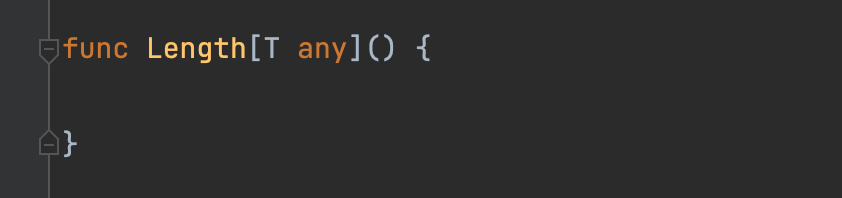 func Length[T any]() {
}